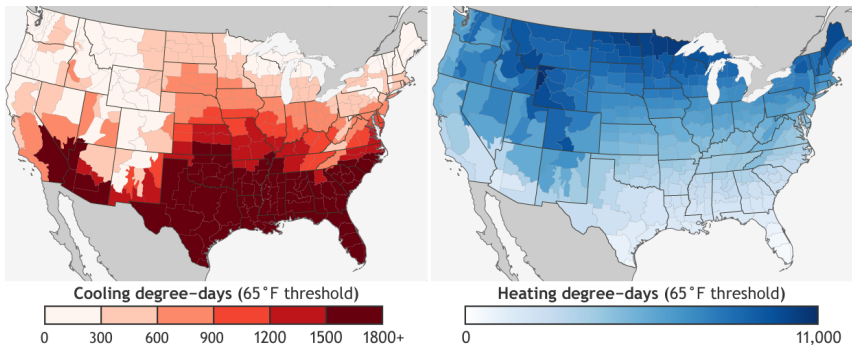 Cooling degree–days (65°F threshold)
0 300 600 900 1200 1500 1800+
Heating degree–days (65°F threshold)
0 11,000